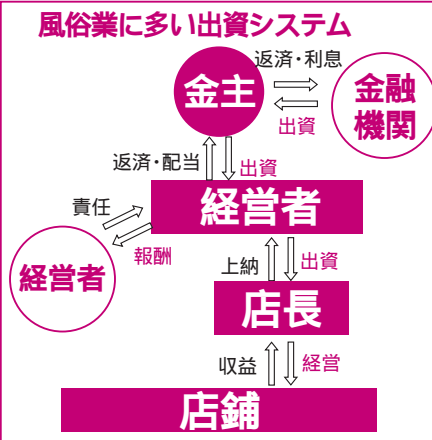 風俗業に多い出資システム
返済・利息
金主
金融
機関
出資
返済・配当
出資
経営者
責任
報酬
経営者
上納
出資
店長
収益
経営
店鋪